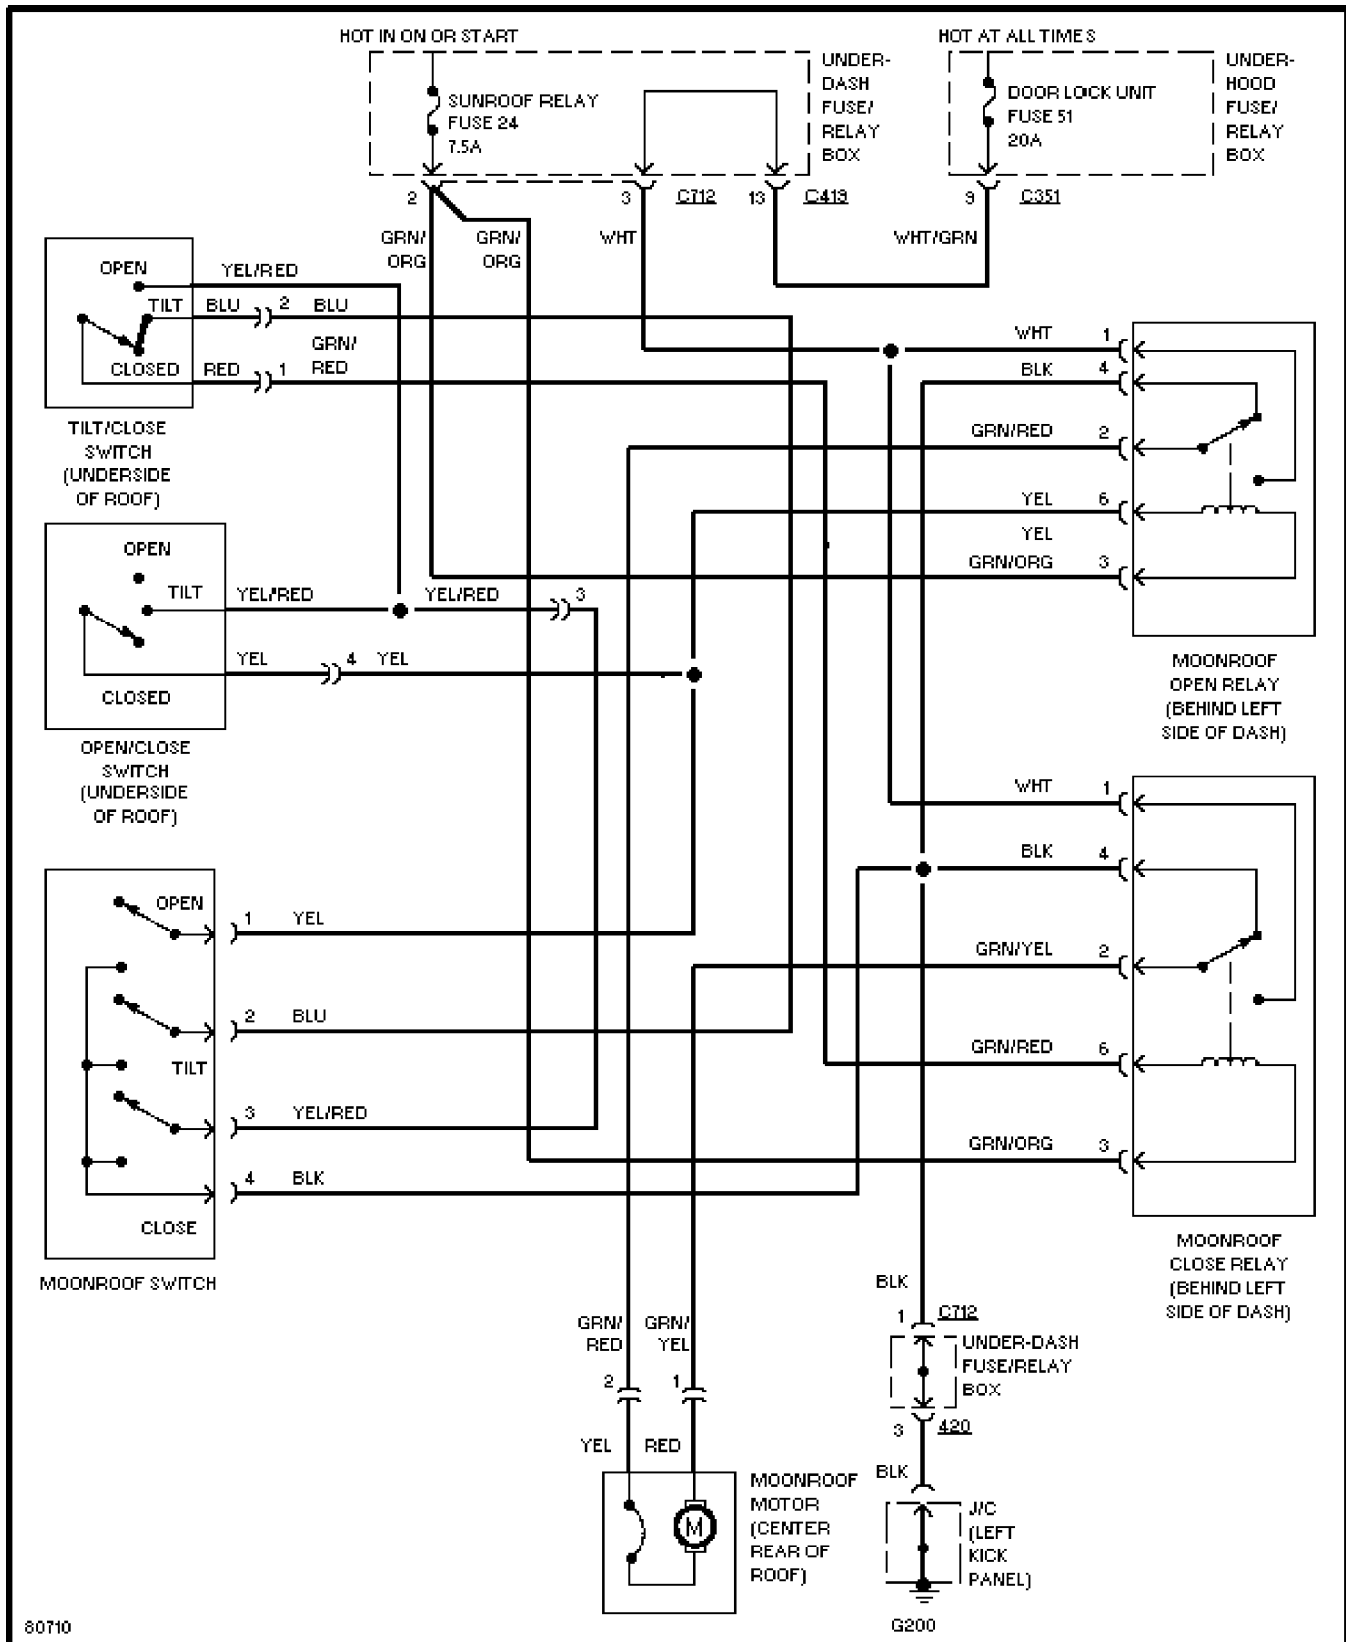 HOT IN ON OR START
HOT AT ALL TIMES
SUNROOF RELAY
FUSE 24
7.5A
UNDER-
DASH
FUSE/
RELAY
BOX
DOOR LOCK UNIT
FUSE 51
20A
UNDER-
HOOD
FUSE/
RELAY
BOX
2
3
C712
13
C419
9
C351
GRN/
ORG
GRN/
ORG
WHT
WHT/GRN
OPEN
YEL/RED
TILT
BLU
2
BLU
CLOSED
RED
1
GRN/
RED
TILT/CLOSE
SWITCH
(UNDERSIDE
OF ROOF)
WHT
1
BLK
4
GRN/RED
2
YEL
6
YEL
GRN/ORG
3
MOONROOF
OPEN RELAY
(BEHIND LEFT
SIDE OF DASH)
OPEN
TILT
YEL/RED
YEL/RED
3
YEL
4
YEL
CLOSED
OPEN/CLOSE
SWITCH
(UNDERSIDE
OF ROOF)
WHT
1
BLK
4
GRN/YEL
2
GRN/RED
6
GRN/ORG
3
MOONROOF
CLOSE RELAY
(BEHIND LEFT
SIDE OF DASH)
OPEN
1
YEL
2
BLU
TILT
3
YEL/RED
4
BLK
CLOSE
MOONROOF SWITCH
GRN/
RED
GRN/
YEL
2
1
YEL
RED
M
MOONROOF
MOTOR
(CENTER
REAR OF
ROOF)
BLK
1
C712
UNDER-DASH
FUSE/RELAY
BOX
3
420
BLK
J/C
(LEFT
KICK
PANEL)
G200
80710